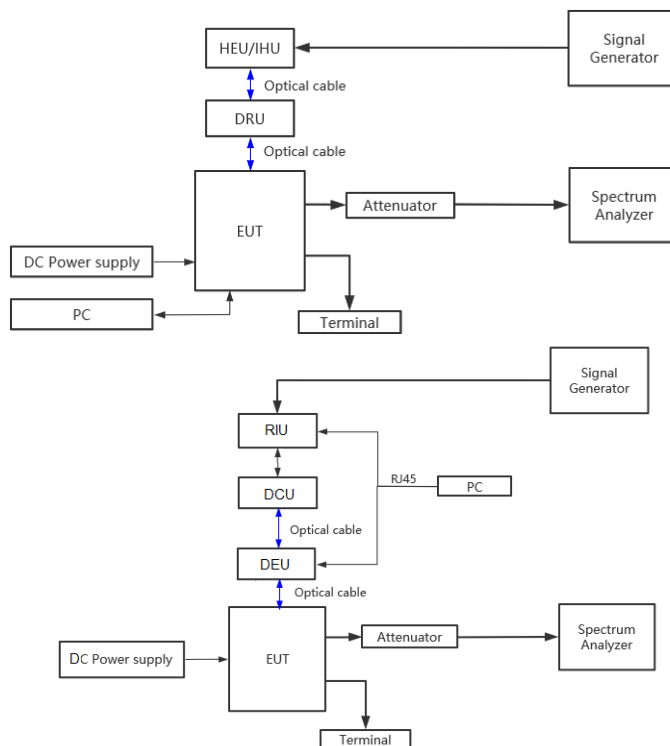 HEU/IHU
Signal
Generator
Optical cable
DRU
Optical cable
EUT
Attenuator
Spectrum
Analyzer
DC Power supply
PC
Terminal
Signal
Generator
RIU
RJ45
PC
DCU
Optical cable
DEU
Optical cable
EUT
Attenuator
Spectrum
Analyzer
DC Power supply
Terminal